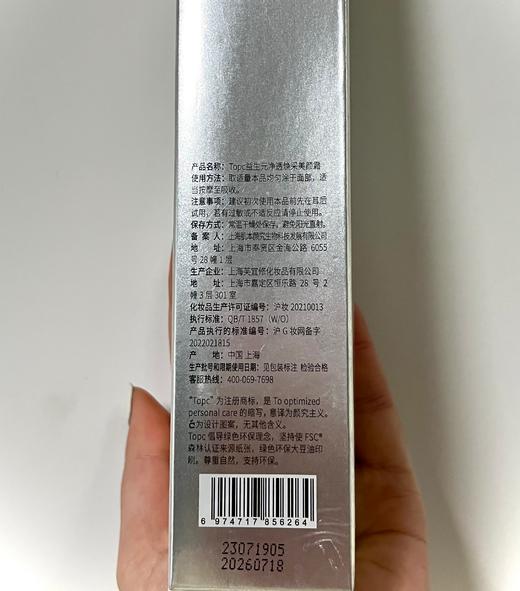 产品名称：Topc益生元净透焕采美颜霜
使用方法：取适量本品均匀涂于面部，适
当按摩至吸收。
注意事项：建议初次使用本品前先在耳后
试用，若有过敏或不适反应请停止使用。
保存方式：常温干燥处保存，避免阳光直射。
备 案 人：上海肌本颜究生物科技发展有限公司
地 址：上海市奉贤区金海公路 6055
号 28 幢 1 层
生产企业：上海芙宜修化妆品有限公司
地 址：上海市嘉定区恒乐路 28 号 2
幢 3 层 301 室
化妆品生产许可证编号：沪妆 20210013
执行标准：QB/T 1857（W/O）
产品执行的标准编号：沪 G 妆网备字
2022021815
产 地：中国 上海
生产批号和限期使用日期：见包装标注 检验合格
客服热线：400-069-7698
“Topc” 为注册商标，是 To optimized
personal care 的缩写，意译为颜究主义。
为设计图案，无其他含义。
Topc 倡导绿色环保理念，坚持使 FSC®
森林认证来源纸张，绿色环保大豆油印
刷。尊重自然，支持环保。
6 974717 856264
23071905
20260718